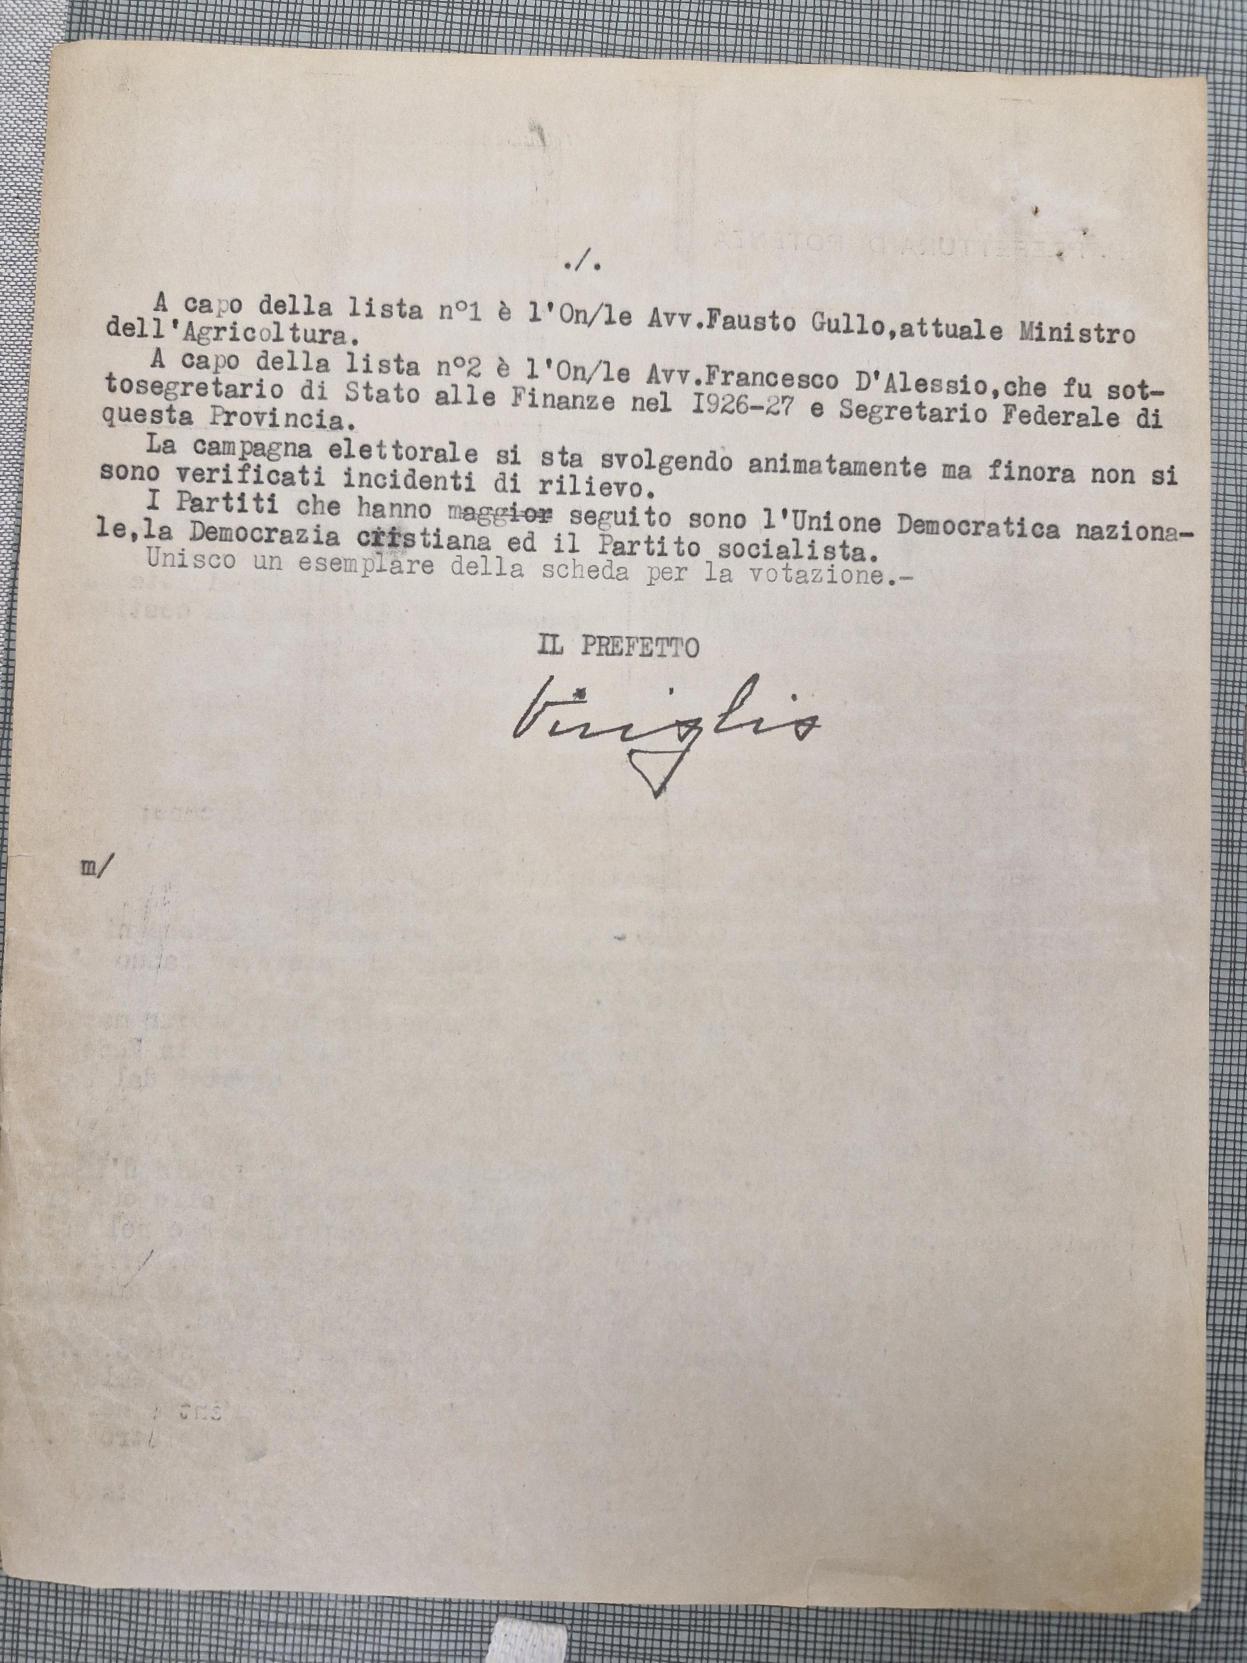 ./.
A capo della lista n°1 è l'On/le Avv.Fausto Gullo,attuale Ministro
dell'Agricoltura.
A capo della lista n°2 è l'On/le Avv.Francesco D'Alessio,che fu sot-
tosegretario di Stato alle Finanze nel I926-27 e Segretario Federale di
questa Provincia.
La campagna elettorale si sta svolgendo animatamente ma finora non si
sono verificati incidenti di rilievo.
I Partiti che hanno maggior seguito sono l'Unione Democratica naziona-
le,la Democrazia cristiana ed il Partito socialista.
Unisco un esemplare della scheda per la votazione.-
IL PREFETTO
m/